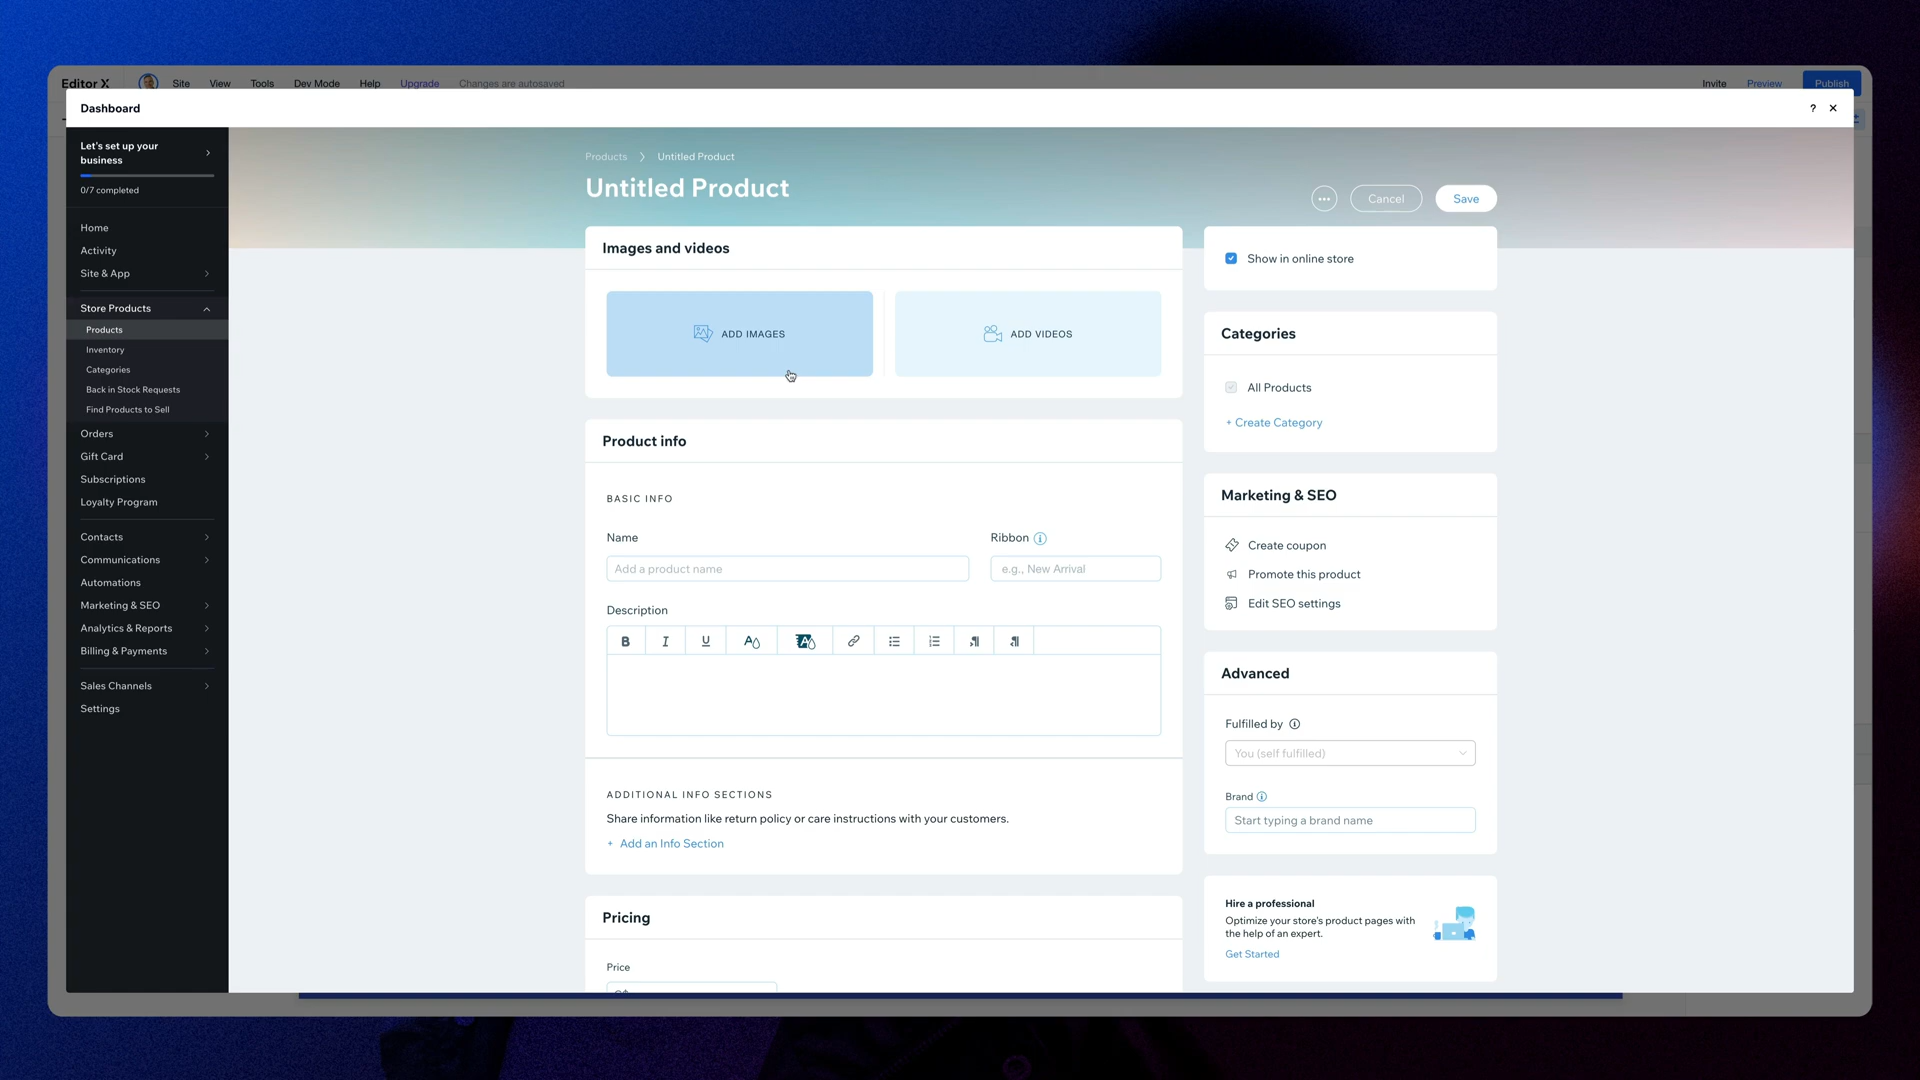 Editor X
Site
View
Tools
Dev Mode
Help
Upgrade
Changes are autosaved
Invite
Preview
Publish
Dashboard
?
Let's set up your
business
0/7 completed
Home
Activity
Site & App
Store Products
Products
Inventory
Categories
Back in Stock Requests
Find Products to Sell
Orders
Gift Card
Subscriptions
Loyalty Program
Contacts
Communications
Automations
Marketing & SEO
Analytics & Reports
Billing & Payments
Sales Channels
Settings
Products
Untitled Product
Untitled Product
Cancel
Save
Images and videos
ADD IMAGES
ADD VIDEOS
Product info
BASIC INFO
Name
Ribbon
Add a product name
e.g., New Arrival
Description
B
I
U
A
A
ADDITIONAL INFO SECTIONS
Share information like return policy or care instructions with your customers.
+ Add an Info Section
Pricing
Price
Show in online store
Categories
All Products
+ Create Category
Marketing & SEO
Create coupon
Promote this product
Edit SEO settings
Advanced
Fulfilled by
You (self fulfilled)
Brand
Start typing a brand name
Hire a professional
Optimize your store's product pages with
the help of an expert.
Get Started